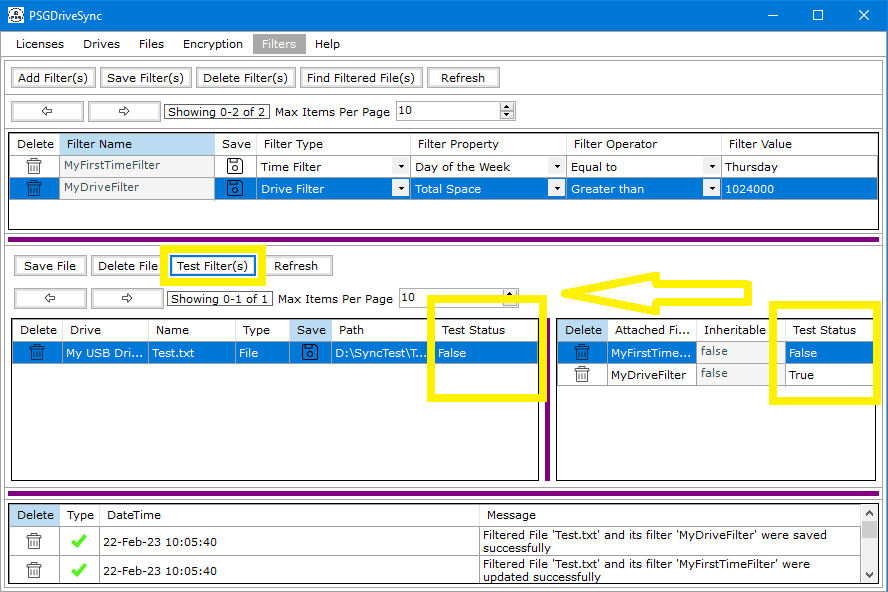 PSGDriveSync
Licenses Drives Files Encryption Filters Help
Add Filter(s) Save Filter(s) Delete Filter(s) Find Filtered File(s) Refresh
Showing 0-2 of 2 Max Items Per Page 10
Delete Filter Name Save Filter Type Filter Property Filter Operator Filter Value
MyFirstTimeFilter Time Filter Day of the Week Equal to Thursday
MyDriveFilter Drive Filter Total Space Greater than 1024000
Save File Delete File Test Filter(s) Refresh
Showing 0-1 of 1 Max Items Per Page 10
Delete Drive Name Type Save Path Test Status Delete Attached Fi... Inheritable Test Status
My USB Dri... Test.txt File D:\SyncTest\T... False MyFirstTime... false False
MyDriveFilter false True
Delete Type DateTime Message
22-Feb-23 10:05:40 Filtered File 'Test.txt' and its filter 'MyDriveFilter' were saved
successfully
22-Feb-23 10:05:40 Filtered File 'Test.txt' and its filter 'MyFirstTimeFilter' were
updated successfully